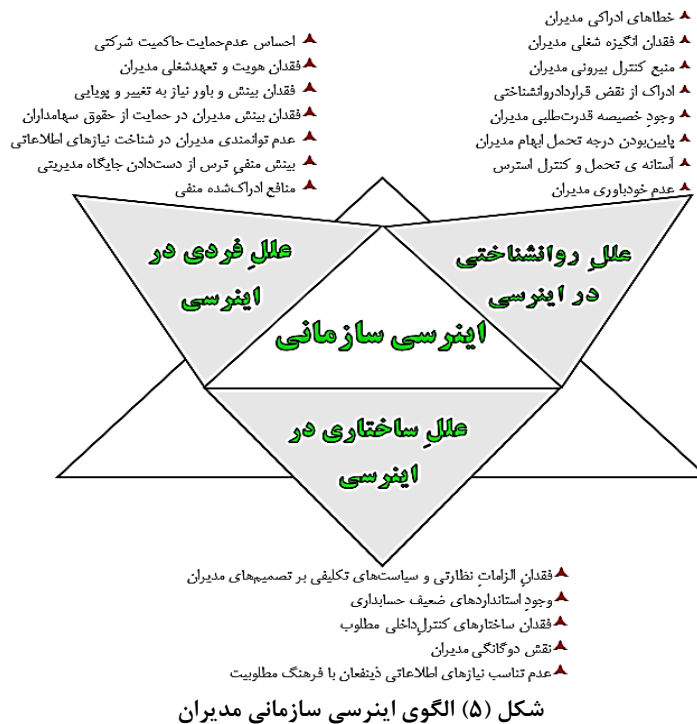 خطاهای ادراکی مدیران
فقدان انگیزه شغلی مدیران
منبع کنترل بیرونی مدیران
ادراک از نقض قراردادروانشناختی
وجودِ خصیصه قدرت‌طلبی مدیران
پایین‌بودن درجه تحمل ابهام مدیران
آستانه ی تحمل و کنترل استرس
عدم خودباوری مدیران
احساس عدم‌حمایت حاکمیت شرکتی
فقدان هویت و تعهدشغلی مدیران
فقدان بینش و باور نیاز به تغییر و پویایی
فقدان بینش مدیران در حمایت از حقوق سهامداران
عدم توانمندی مدیران در شناخت نیازهای اطلاعاتی
بینش منفیِ ترس از دست‌دادن جایگاه مدیریتی
منافع ادراک‌شده منفی
عللِ روانشناختی
در اینرسی
عللِ فردی در
اینرسی
اینرسی سازمانی
عللِ ساختاری در
اینرسی
فقدانِ الزاماتِ نظارتی و سیاست‌های تکلیفی بر تصمیم‌های مدیران
وجودِ استانداردهای ضعیف حسابداری
فقدان ساختارهای کنترلِ‌داخلی مطلوب
نقش دوگانگی مدیران
عدم تناسب نیازهای اطلاعاتی ذینفعان با فرهنگ مطلوبیت
شکل (۵) الگوی اینرسی سازمانی مدیران